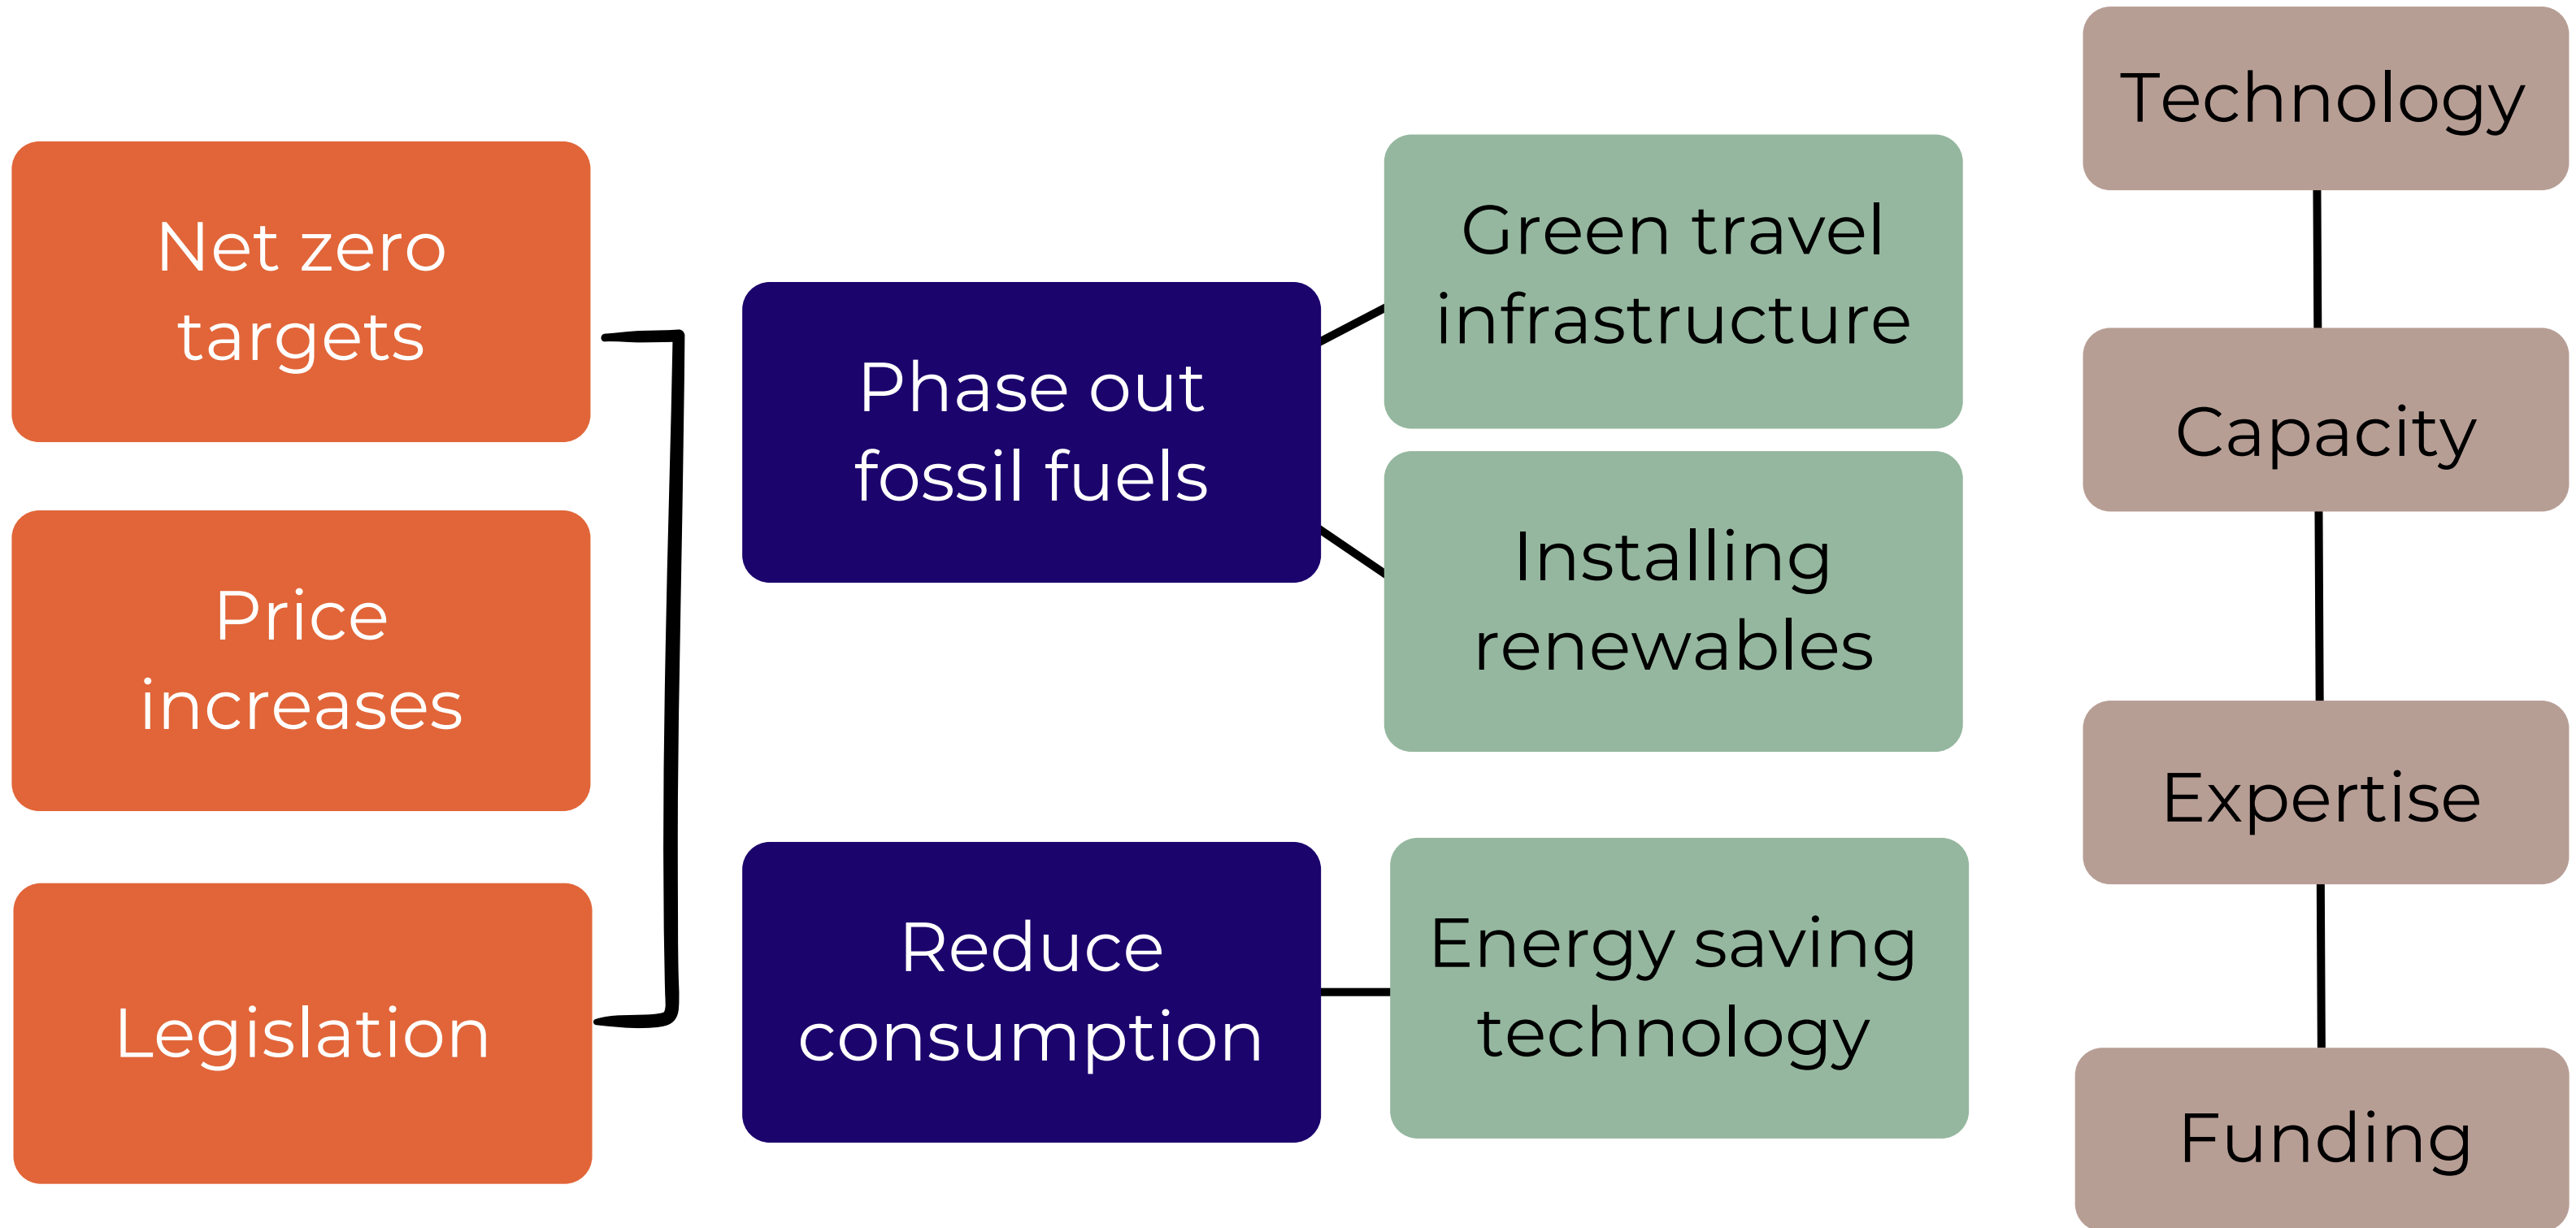 Net zero
targets
Price
increases
Legislation
Phase out
fossil fuels
Reduce
consumption
Green travel
infrastructure
Installing
renewables
Energy saving
technology
Technology
Capacity
Expertise
Funding